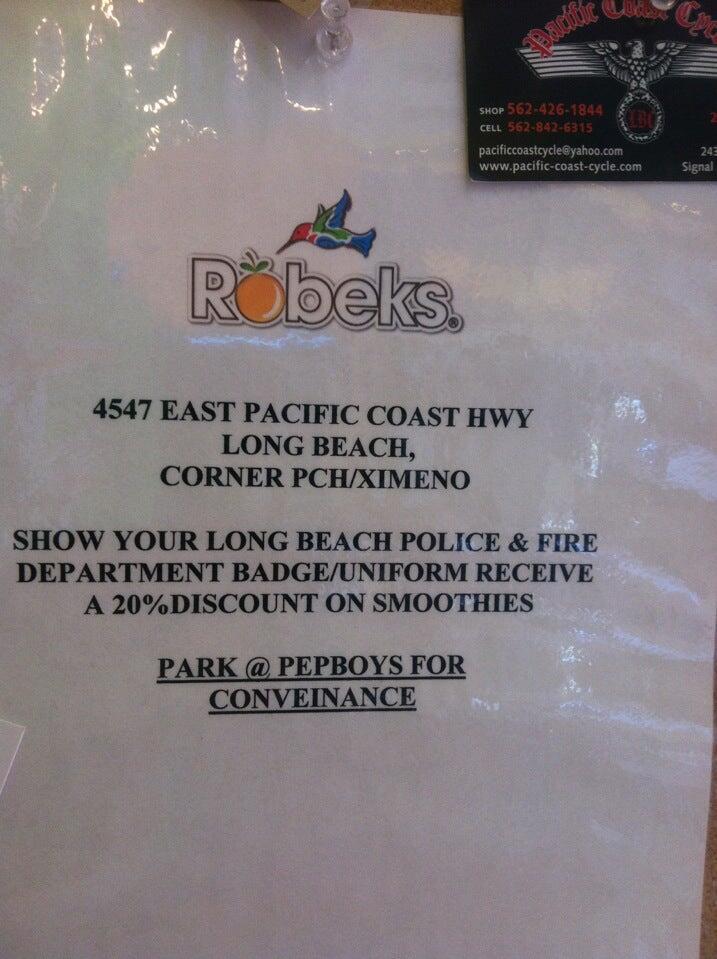 Pacific Coast
SHOP 562-426-1844
CELL 562-842-6315
pacificcoastcycle@yahoo.com
www.pacific-coast-cycle.com
243
Signal
LBC
Robeks®
4547 EAST PACIFIC COAST HWY
LONG BEACH,
CORNER PCH/XIMENO
SHOW YOUR LONG BEACH POLICE & FIRE
DEPARTMENT BADGE/UNIFORM RECEIVE
A 20%DISCOUNT ON SMOOTHIES
PARK @ PEPBOYS FOR
CONVEINANCE